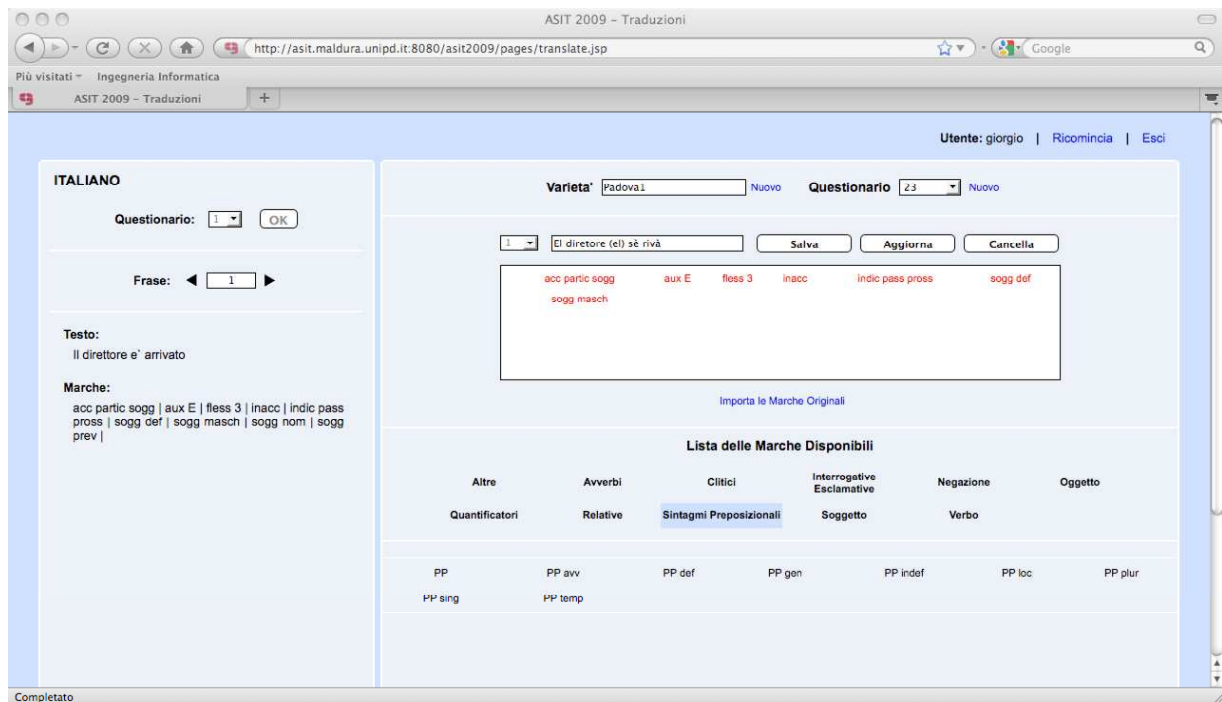 ASIT 2009 – Traduzioni
http://asit.maldura.unipd.it:8080/asit2009/pages/translate.jsp
Google
Più visitati
Ingegneria Informatica
ASIT 2009 – Traduzioni
+
Utente: giorgio | Ricomincia | Esci
ITALIANO
Questionario: 1 OK
Frase: 1
Testo:
Il direttore e` arrivato
Marche:
acc partic sogg | aux E | fless 3 | inacc | indic pass
pross | sogg def | sogg masch | sogg nom | sogg
prev |
Varieta' Padova1 Nuovo Questionario 23 Nuovo
1 El diretore (el) sè rivà Salva Aggiorna Cancella
acc partic sogg aux E fless 3 inacc indic pass pross sogg def
sogg masch
Importa le Marche Originali
Lista delle Marche Disponibili
Altre Avverbi Clitici Interrogative Esclamative Negazione Oggetto
Quantificatori Relative Sintagmi Preposizionali Soggetto Verbo
PP PP avv PP def PP gen PP indef PP loc PP plur
PP sing PP temp
Completato